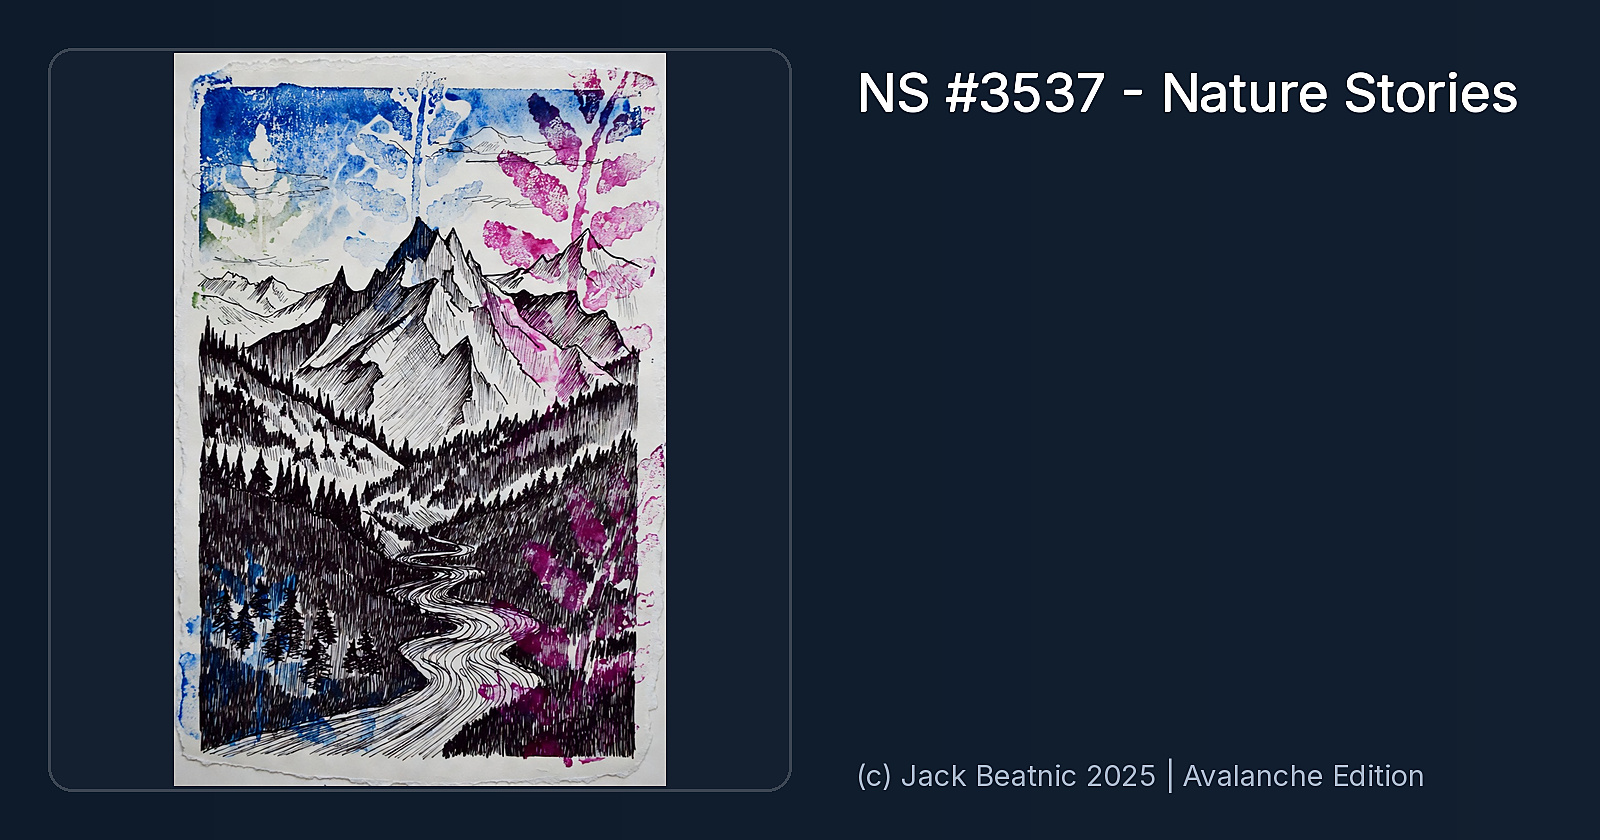 NS #3537 - Nature Stories
(c) Jack Beatnic 2025 | Avalanche Edition